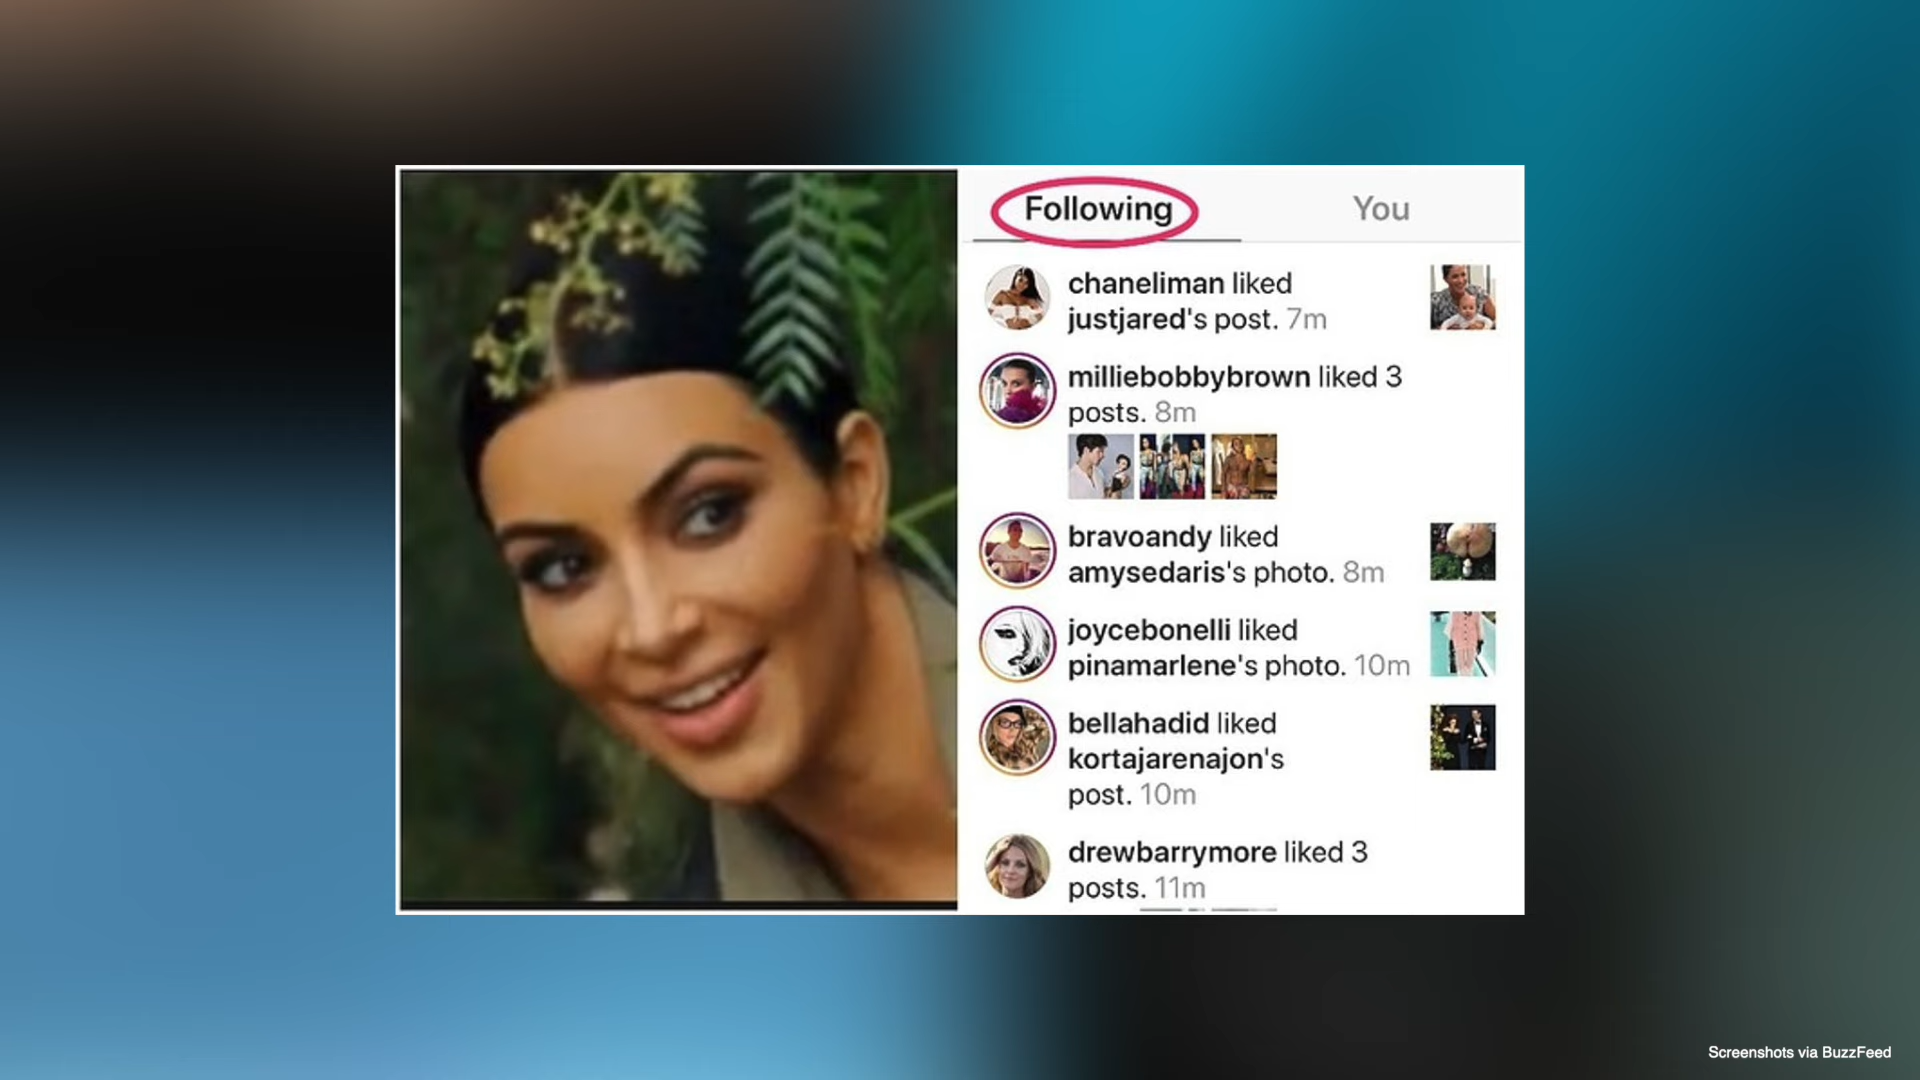 Following
You
chaneliman liked
justjared's post. 7m
milliebobbybrown liked 3
posts. 8m
bravoandy liked
amysedaris's photo. 8m
joycebonelli liked
pinamarlene's photo. 10m
bellahadid liked
kortajarenajon's
post. 10m
drewbarrymore liked 3
posts. 11m
Screenshots via BuzzFeed